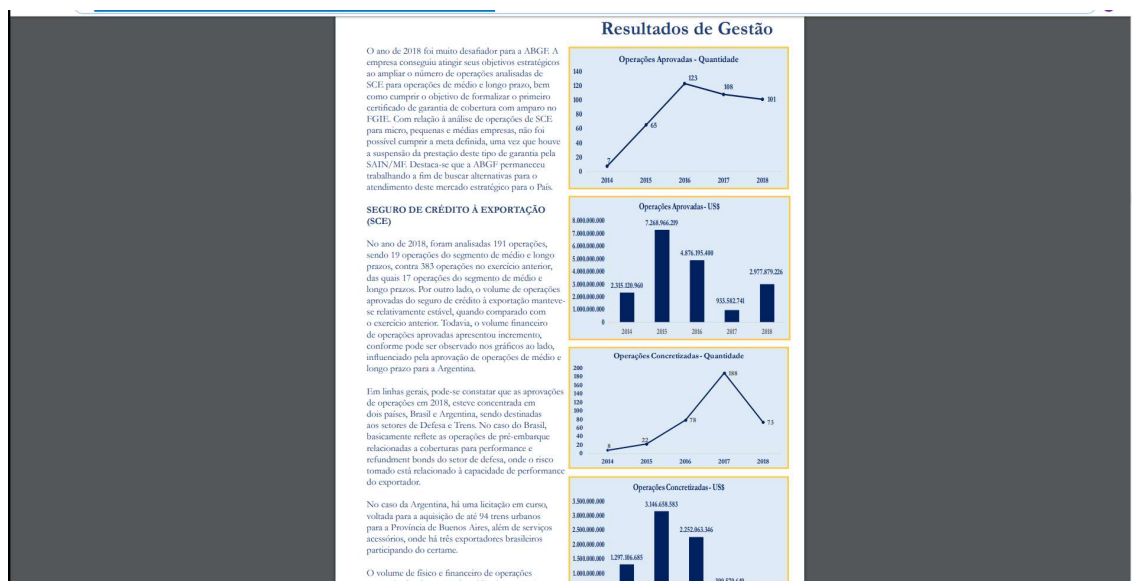 Resultados de Gestão
O ano de 2018 foi muito desafiador para a ABGF. A
empresa conseguiu atingir seus objetivos estratégicos
ao ampliar o número de operações analisadas de
SCE para operações de médio e longo prazo, bem
como cumprir o objetivo de formalizar o primeiro
certificado de garantia de cobertura com amparo no
FGIE. Com relação à análise de operações de SCE
para micro, pequenas e médias empresas, não foi
possível cumprir a meta definida, uma vez que houve
a suspensão da prestação deste tipo de garantia pela
SAIN/MF. Destaca-se que a ABGF permaneceu
trabalhando a fim de buscar alternativas para o
atendimento deste mercado estratégico para o País.
SEGURO DE CRÉDITO À EXPORTAÇÃO
(SCE)
No ano de 2018, foram analisadas 191 operações,
sendo 19 operações do segmento de médio e longo
prazos, contra 383 operações no exercício anterior,
das quais 17 operações do segmento de médio e
longo prazos. Por outro lado, o volume de operações
aprovadas do seguro de crédito à exportação manteve-
se relativamente estável, quando comparado com
o exercício anterior. Todavia, o volume financeiro
de operações aprovadas apresentou incremento,
conforme pode ser observado nos gráficos ao lado,
influenciado pela aprovação de operações de médio e
longo prazo para a Argentina.
Em linhas gerais, pode-se constatar que as aprovações
de operações em 2018, esteve concentrada em
dois países, Brasil e Argentina, sendo destinadas
aos setores de Defesa e Trens. No caso do Brasil,
basicamente reflete as operações de pré-embarque
relacionadas a coberturas para performance e
refundment bonds do setor de defesa, onde o risco
tomado está relacionado à capacidade de performance
do exportador.
No caso da Argentina, há uma licitação em curso,
voltada para a aquisição de até 94 trens urbanos
para a Província de Buenos Aires, além de serviços
acessórios, onde há três exportadores brasileiros
participando do certame.
O volume de físico e financeiro de operações
Operações Aprovadas - Quantidade
140
120
100
80
60
40
20
0
7
65
123
108
101
2014 2015 2016 2017 2018
Operações Aprovadas - US$
8.000.000.000
7.000.000.000
6.000.000.000
5.000.000.000
4.000.000.000
3.000.000.000
2.000.000.000
1.000.000.000
0
2.315.120.960
7.268.966.219
4.876.195.400
933.582.741
2.977.879.226
2014 2015 2016 2017 2018
Operações Concretizadas - Quantidade
200
180
160
140
120
100
80
60
40
20
0
8
22
78
188
73
2014 2015 2016 2017 2018
Operações Concretizadas - US$
3.500.000.000
3.000.000.000
2.500.000.000
2.000.000.000
1.500.000.000
1.000.000.000
1.297.106.685
3.146.658.583
2.252.063.346